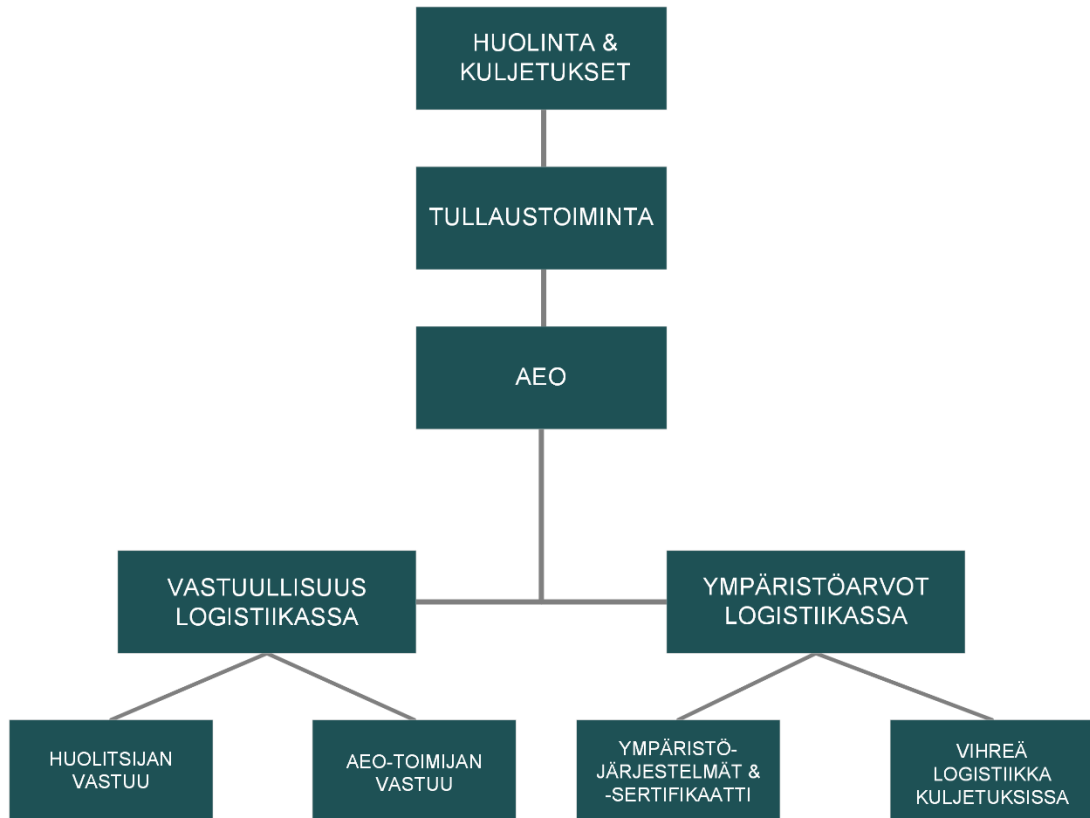 HUOLINTA &
KULJETUKSET
TULLAUSTOIMINTA
AEO
VASTUULLISUUS
LOGISTIIKASSA
YMPÄRISTÖARVOT
LOGISTIIKASSA
HUOLITSIJAN
VASTUU
AEO-TOIMIJAN
VASTUU
YMPÄRISTÖ-
JÄRJESTELMÄT &
-SERTIFIKAATTI
VIHREÄ
LOGISTIIKKA
KULJETUKSISSA